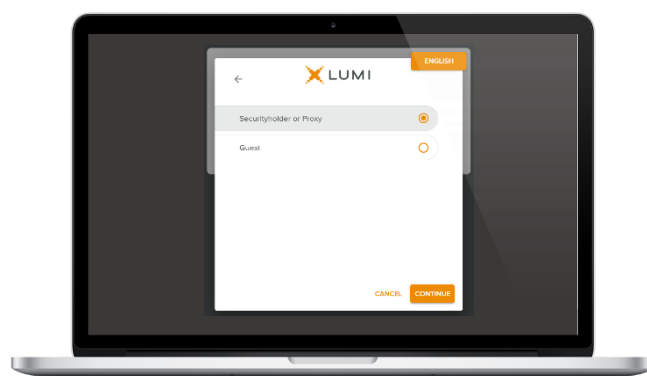 ENGLISH
LUMI
Securityholder or Proxy
Guest
CANCEL
CONTINUE